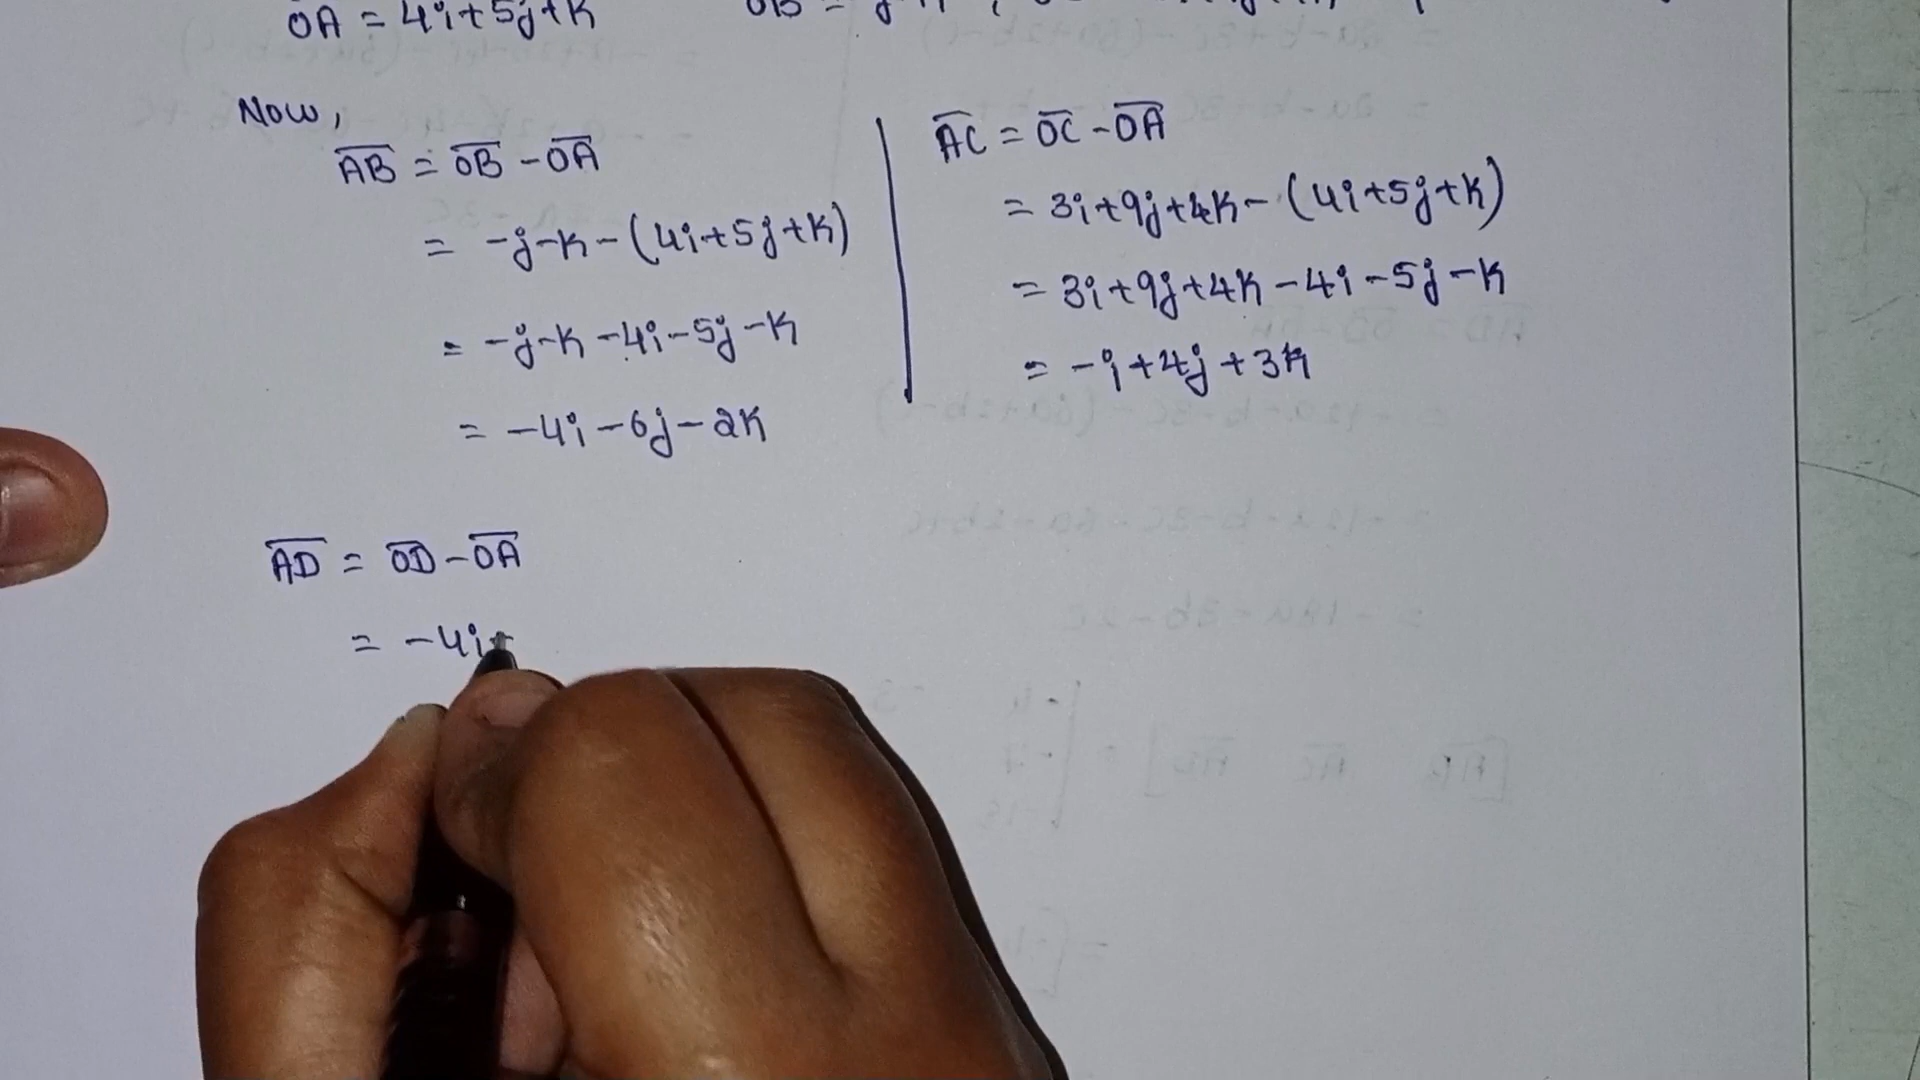 OA = 4i+5j+k
OB =
Now,
AB = OB - OA
= -j-k-(4i+5j+k)
= -j-k-4i-5j-k
= -4i-6j-2k
AC = OC - OA
= 3i+9j+4k-(4i+5j+k)
= 3i+9j+4k-4i-5j-k
= -i+4j+3k
AD = OD - OA
= -4i+